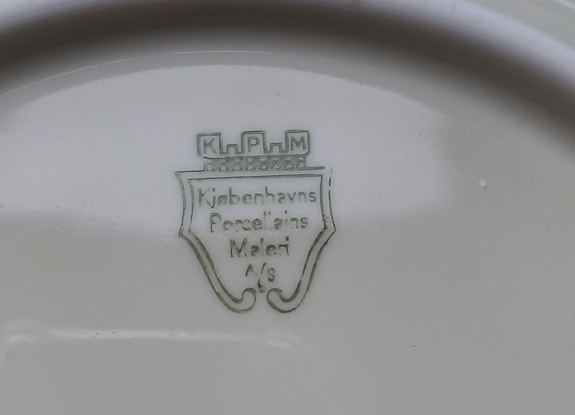 K P M
Kjøbenhavns
Porcellains
Maleri
A/S